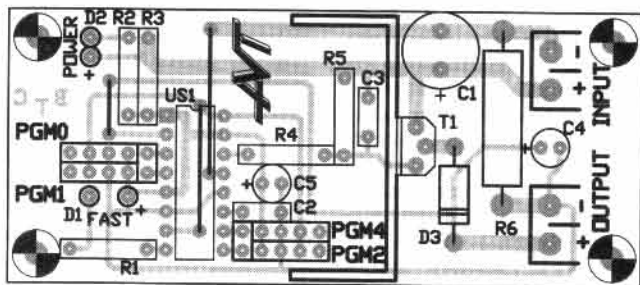 D2 R2 R3
POWER
+
US1
R5
C3
+ C1
- + INPUT
PGM0
R4
T1
C4
+
PGM1
+ C5
D1 FAST +
C2
PGM4
PGM2
R1
D3
R6
- + OUTPUT